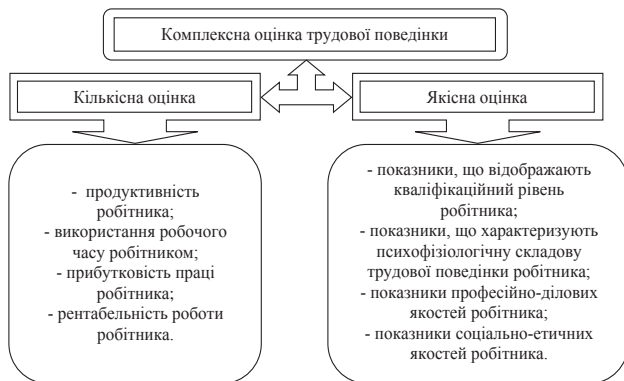 Комплексна оцінка трудової поведінки
Кількісна оцінка
Якісна оцінка
- продуктивність
робітника;
- використання робочого
часу робітником;
- прибутковість праці
робітника;
- рентабельність роботи
робітника.
- показники, що відображають
кваліфікаційний рівень
робітника;
- показники, що характеризують
психофізіологічну складову
трудової поведінки робітника;
- показники професійно-ділових
якостей робітника;
- показники соціально-етичних
якостей робітника.